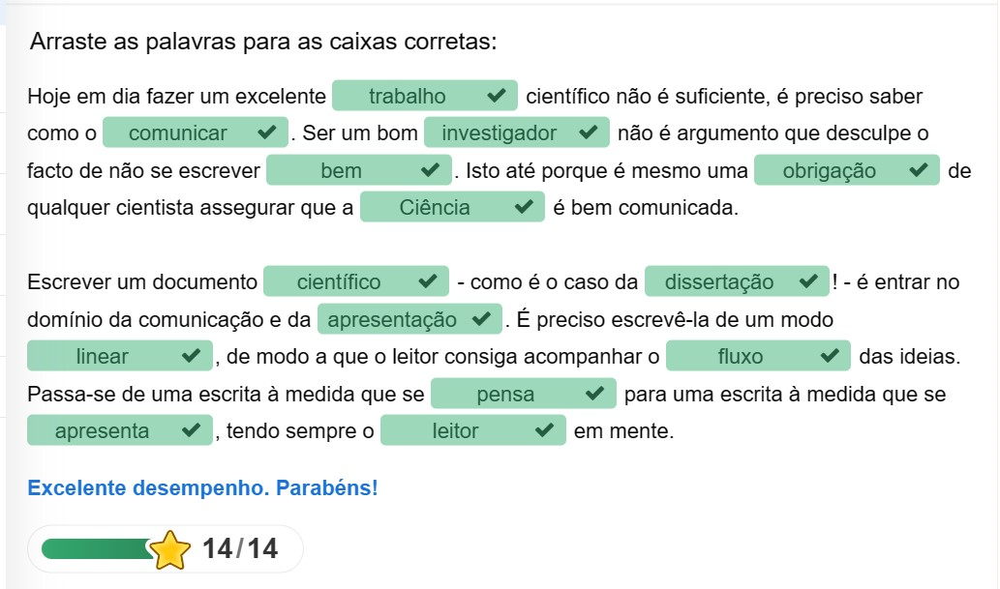 Arraste as palavras para as caixas corretas:
Hoje em dia fazer um excelente trabalho científico não é suficiente, é preciso saber
como o comunicar . Ser um bom investigador não é argumento que desculpe o
facto de não se escrever bem . Isto até porque é mesmo uma obrigação de
qualquer cientista assegurar que a Ciência é bem comunicada.
Escrever um documento científico - como é o caso da dissertação ! - é entrar no
domínio da comunicação e da apresentação . É preciso escrevê-la de um modo
linear , de modo a que o leitor consiga acompanhar o fluxo das ideias.
Passa-se de uma escrita à medida que se pensa para uma escrita à medida que se
apresenta , tendo sempre o leitor em mente.
Excelente desempenho. Parabéns!
14/14